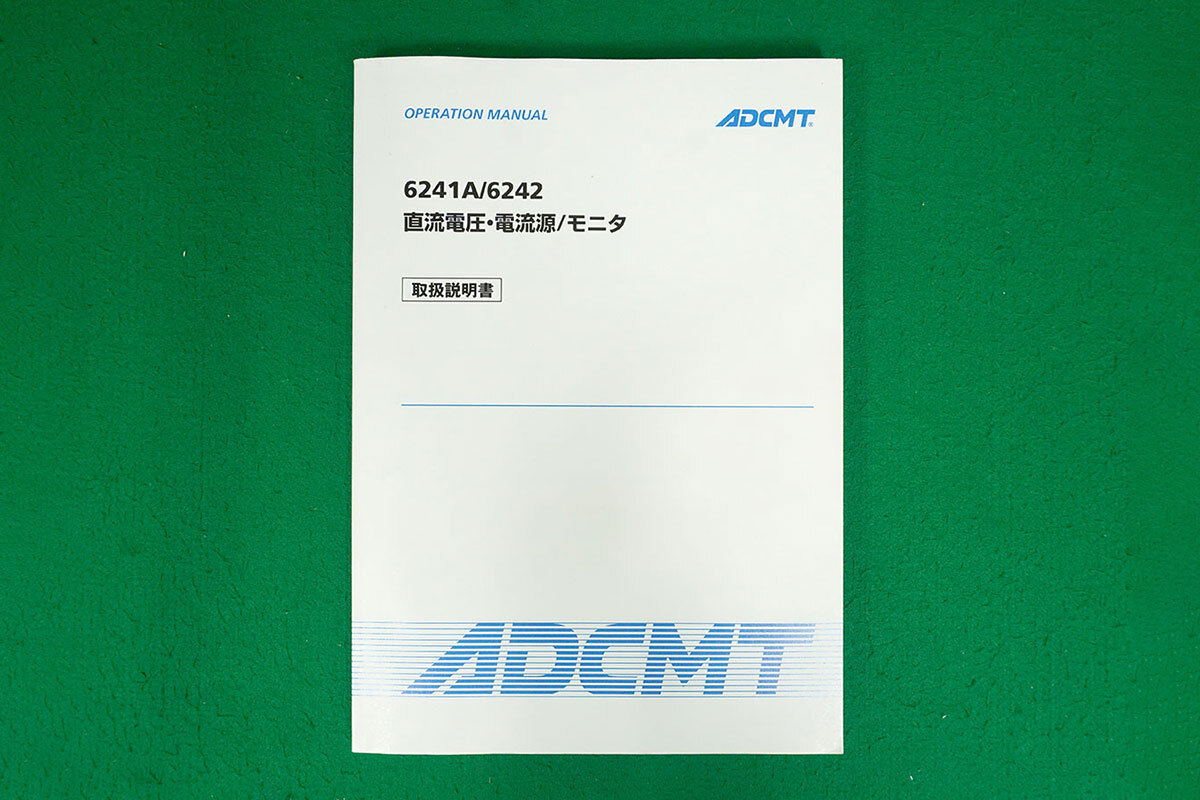 OPERATION MANUAL
ADCMT®
6241A/6242
直流電圧・電流源/モニタ
取扱説明書
ADCMT